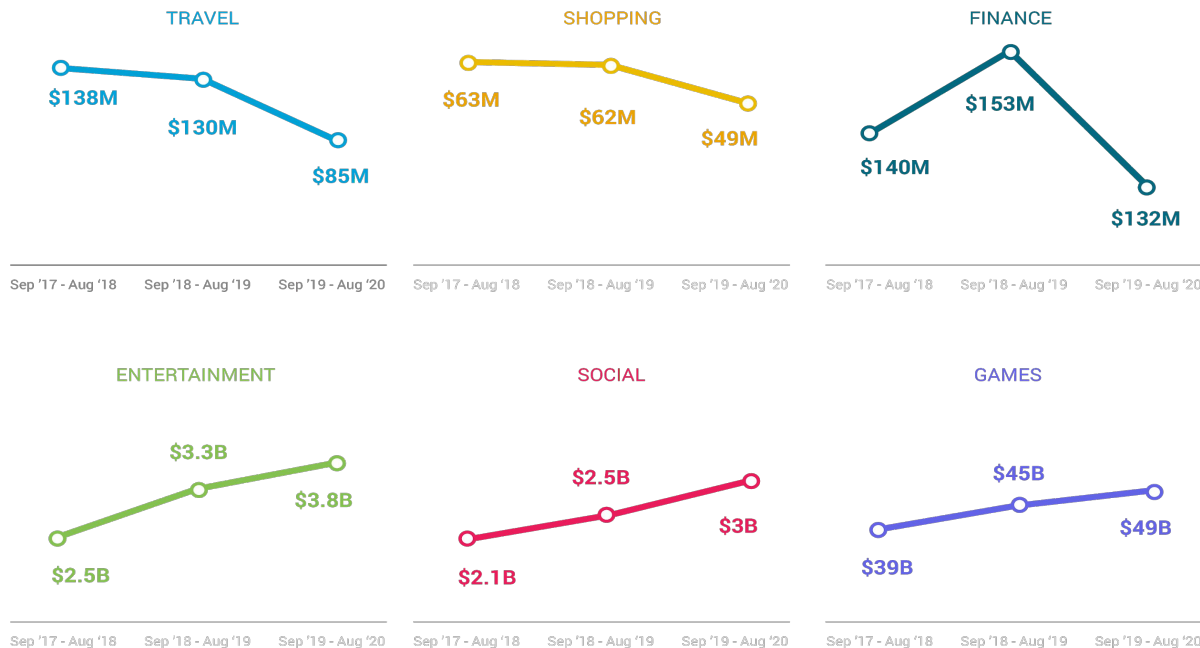 TRAVEL
$138M
$130M
$85M
Sep '17 - Aug ‘18 Sep '18 - Aug ‘19 Sep '19 - Aug ‘20
SHOPPING
$63M
$62M
$49M
Sep '17 - Aug ‘18 Sep '18 - Aug ‘19 Sep '19 - Aug ‘20
FINANCE
$153M
$140M
$132M
Sep '17 - Aug ‘18 Sep '18 - Aug ‘19 Sep '19 - Aug ‘20
ENTERTAINMENT
$3.3B
$3.8B
$2.5B
Sep '17 - Aug ‘18 Sep '18 - Aug ‘19 Sep '19 - Aug ‘20
SOCIAL
$2.5B
$3B
$2.1B
Sep '17 - Aug ‘18 Sep '18 - Aug ‘19 Sep '19 - Aug ‘20
GAMES
$45B
$49B
$39B
Sep '17 - Aug ‘18 Sep '18 - Aug ‘19 Sep '19 - Aug ‘20